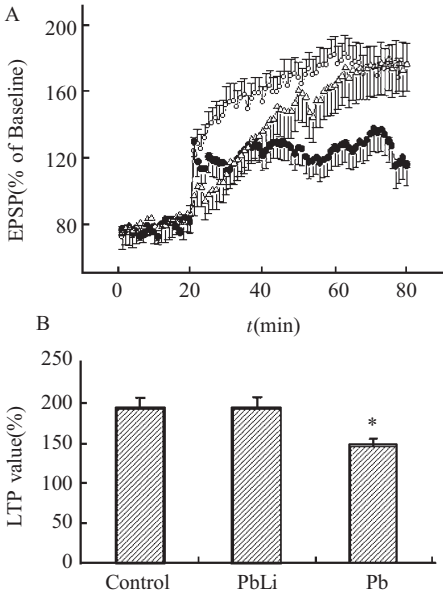 A
EPSP(% of Baseline)
200
160
120
80
0 20 40 60 80
t(min)
B
LTP value(%)
250
200
150
100
50
0
*
Control PbLi Pb